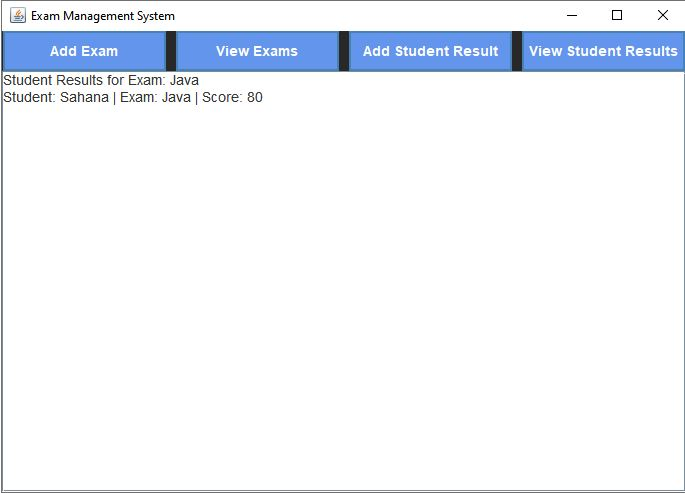 Exam Management System
Add Exam View Exams Add Student Result View Student Results
Student Results for Exam: Java
Student: Sahana | Exam: Java | Score: 80